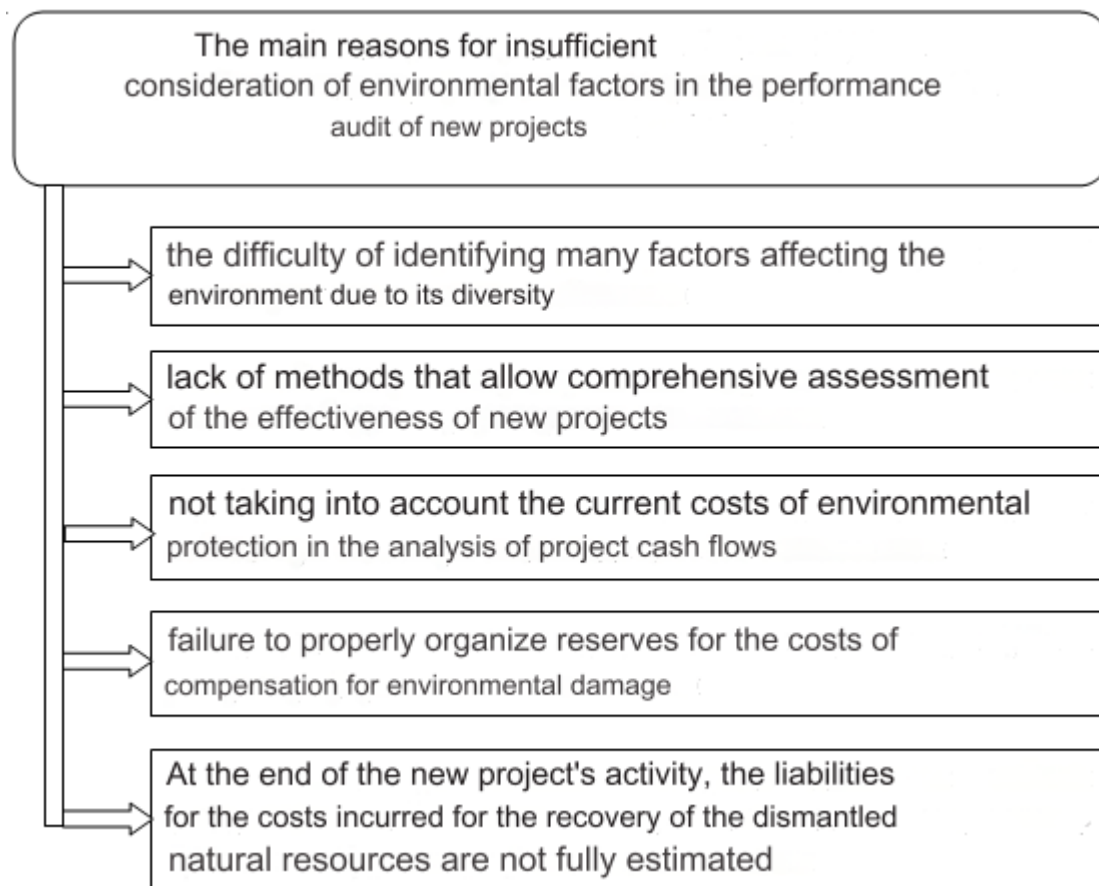 The main reasons for insufficient
consideration of environmental factors in the performance
audit of new projects
the difficulty of identifying many factors affecting the
environment due to its diversity
lack of methods that allow comprehensive assessment
of the effectiveness of new projects
not taking into account the current costs of environmental
protection in the analysis of project cash flows
failure to properly organize reserves for the costs of
compensation for environmental damage
At the end of the new project's activity, the liabilities
for the costs incurred for the recovery of the dismantled
natural resources are not fully estimated